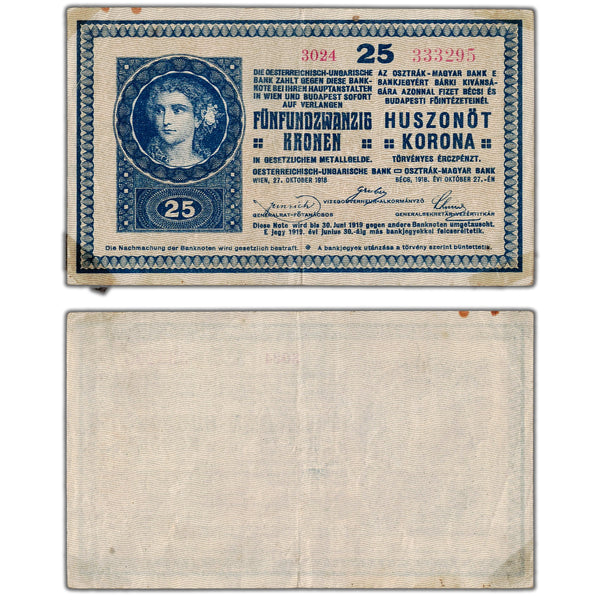 3024 25 333295
DIE OESTERREICHISCH-UNGARISCHE
BANK ZAHLT GEGEN DIESE BANK-
NOTE BEI IHREN HAUPTANSTALTEN
IN WIEN UND BUDAPEST SOFORT
AUF VERLANGEN
FÜNFUNDZWANZIG
KRONEN
IN GESETZLICHEM METALLGELDE.
OESTERREICHISCH-UNGARISCHE BANK
WIEN, 27. OKTOBER 1918
AZ OSZTRÁK-MAGYAR BANK E
BANKJEGYÉRT BÁRKI KIVÁNSÁ-
GÁRA AZONNAL FIZET BÉCSI ÉS
BUDAPESTI FŐINTÉZETEINÉL
HUSZONÖT
KORONA
TÖRVÉNYES ÉRCZPÉNZT.
OSZTRÁK-MAGYAR BANK
BÉCS, 1918. ÉVI OKTÓBER 27.-ÉN
Gruber
VIZEGOUVERNEUR-ALKORMÁNYZÓ
GENERALRAT-FŐTANÁCSOS
GENERALSEKRETÄR-VEZÉRTITKÁR
Diese Note wird bis 30. Juni 1919 gegen andere Banknoten umgetauscht.
E jegy 1919. évi junius 30.-áig más bankjegyekkel felcseréltetik.
25
Die Nachmachung der Banknoten wird gesetzlich bestraft. A bankjegyek utánzása a törvény szerint büntettetik.